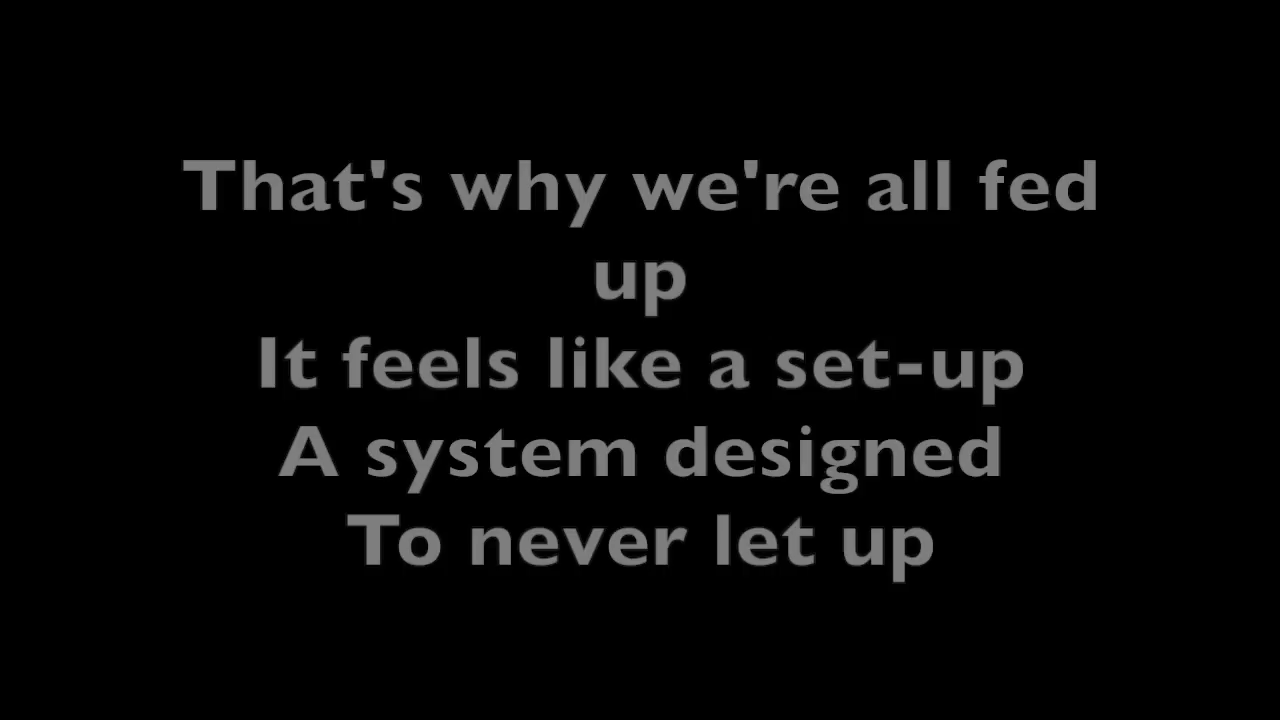 That's why we're all fed
up
It feels like a set-up
A system designed
To never let up